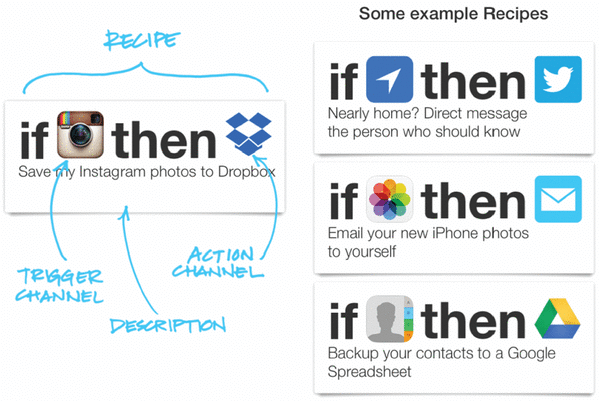 RECIPE
if then
Save my Instagram photos to Dropbox
TRIGGER
CHANNEL
ACTION
CHANNEL
DESCRIPTION
Some example Recipes
if then
Nearly home? Direct message
the person who should know
if then
Email your new iPhone photos
to yourself
if then
Backup your contacts to a Google
Spreadsheet